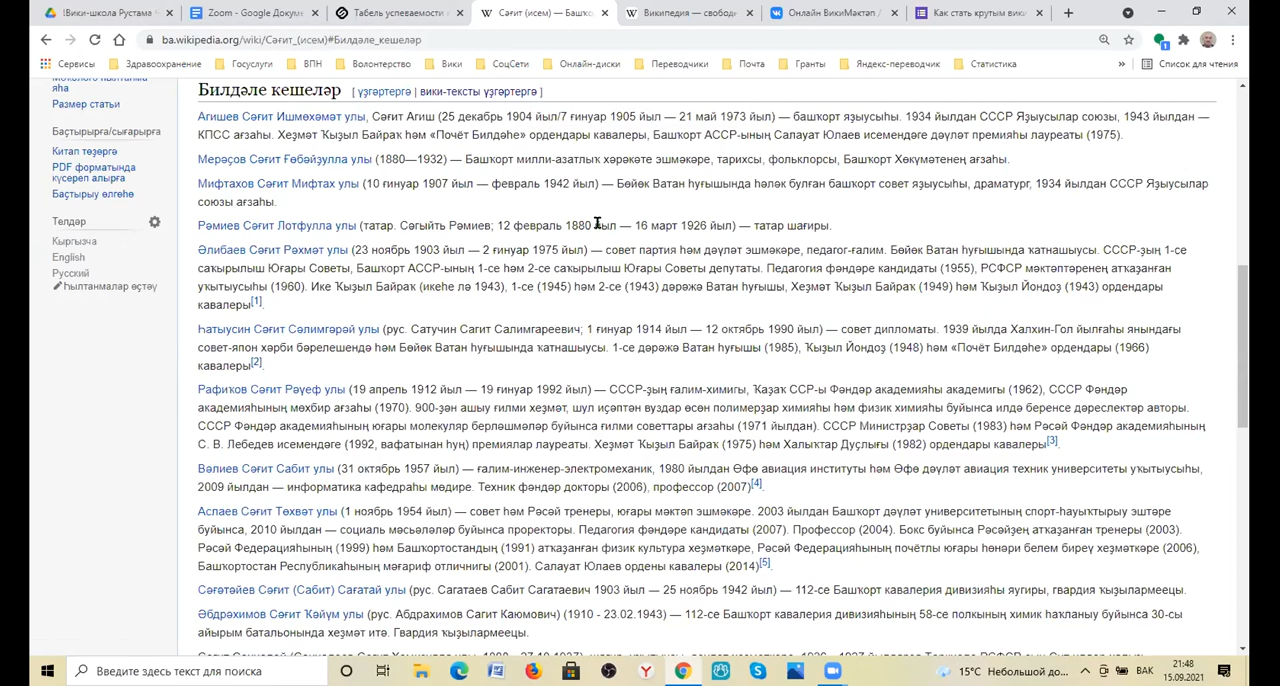 !Вики-школа Рустама Н
Zoom - Google Докуме
Табель успеваемости
Сәғит (исем) — Башҡо
Википедия — свобод
Онлайн ВикиМәктәп /
Как стать крутым вики
ba.wikipedia.org/wiki/Сәғит_(исем)#Билдәле_кешеләр
Сервисы Здравоохранение Госуслуги ВПН Волонтерство Вики СоцСети Онлайн-диски Переводчики Почта Гранты Яндекс-переводчик Статистика » Список для чтения
яһа
Размер статьи
Баҫтырырға/сығарырға
Китап төҙөргә
PDF форматында
күсереп алырға
Баҫтырыу өлгөһө
Телдәр
Кыргызча
English
Русский
Һылтанмалар өҫтәү
Билдәле кешеләр [ үҙгәртергә | вики-тексты үҙгәртергә ]
Агишев Сәғит Ишмөхәмәт улы, Сәғит Агиш (25 декабрь 1904 йыл/7 ғинуар 1905 йыл — 21 май 1973 йыл) — башҡорт яҙыусыһы. 1934 йылдан СССР Яҙыусылар союзы, 1943 йылдан —
КПСС ағзаһы. Хеҙмәт Ҡыҙыл Байраҡ һәм «Почёт Билдәһе» ордендары кавалеры, Башҡорт АССР-ының Салауат Юлаев исемендәге дәүләт премияһы лауреаты (1975).
Мерәҫов Сәғит Ғөбәйҙулла улы (1880—1932) — Башҡорт милли-азатлыҡ хәрәкәте эшмәкәре, тарихсы, фольклорсы, Башҡорт Хөкүмәтенең ағзаһы.
Мифтахов Сәғит Мифтах улы (10 ғинуар 1907 йыл — февраль 1942 йыл) — Бөйөк Ватан һуғышында һәләк булған башҡорт совет яҙыусыһы, драматург, 1934 йылдан СССР Яҙыусылар
союзы ағзаһы.
Рәмиев Сәғит Лотфулла улы (татар. Сәгыйть Рәмиев; 12 февраль 1880 йыл — 16 март 1926 йыл) — татар шағиры.
Әлибаев Сәғит Рәхмәт улы (23 ноябрь 1903 йыл — 2 ғинуар 1975 йыл) — совет партия һәм дәүләт эшмәкәре, педагог-ғалим. Бөйөк Ватан һуғышында ҡатнашыусы. СССР-ҙың 1-се
саҡырылыш Юғары Советы, Башҡорт АССР-ының 1-се һәм 2-се саҡырылыш Юғары Советы депутаты. Педагогия фәндәре кандидаты (1955), РСФСР мәктәптәренең атҡаҙанған
уҡытыусыһы (1960). Ике Ҡыҙыл Байраҡ (икеһе лә 1943), 1-се (1945) һәм 2-се (1943) дәрәжә Ватан һуғышы, Хеҙмәт Ҡыҙыл Байраҡ (1949) һәм Ҡыҙыл Йондоҙ (1943) ордендары
кавалеры[1].
Һатыусин Сәғит Сәлимгәрәй улы (рус. Сатучин Сагит Салимгареевич; 1 ғинуар 1914 йыл — 12 октябрь 1990 йыл) — совет дипломаты. 1939 йылда Халхин-Гол йылғаһы янындағы
совет-япон хәрби бәрелешендә һәм Бөйөк Ватан һуғышында ҡатнашыусы. 1-се дәрәжә Ватан һуғышы (1985), Ҡыҙыл Йондоҙ (1948) һәм «Почёт Билдәһе» ордендары (1966)
кавалеры[2].
Рафиҡов Сәғит Рәүеф улы (19 апрель 1912 йыл — 19 ғинуар 1992 йыл) — СССР-ҙың ғалим-химигы, Ҡаҙаҡ ССР-ы Фәндәр академияһы академигы (1962), СССР Фәндәр
академияһының мөхбир ағзаһы (1970). 900-ҙән ашыу ғилми хеҙмәт, шул иҫәптән вуздар өсөн полимерҙар химияһы һәм физик химияһы буйынса илдә беренсе дәреслектәр авторы.
СССР Фәндәр академияһының юғары молекуляр берләшмәләр буйынса ғилми советтары ағзаһы (1971 йылдан). СССР Министрҙар Советы (1983) һәм Рәсәй Фәндәр академияһының
С. В. Лебедев исемендәге (1992, вафатынан һуң) премиялар лауреаты. Хеҙмәт Ҡыҙыл Байраҡ (1975) һәм Халыҡтар Дуҫлығы (1982) ордендары кавалеры[3].
Вәлиев Сәғит Сабит улы (31 октябрь 1957 йыл) — ғалим-инженер-электромеханик, 1980 йылдан Өфө авиация институты һәм Өфө дәүләт авиация техник университеты уҡытыусыһы,
2009 йылдан — информатика кафедраһы мөдире. Техник фәндәр докторы (2006), профессор (2007)[4].
Аслаев Сәғит Төхвәт улы (1 ноябрь 1954 йыл) — совет һәм Рәсәй тренеры, юғары мәктәп эшмәкәре. 2003 йылдан Башҡорт дәүләт университетының спорт-һауыҡтырыу эштәре
буйынса, 2010 йылдан — социаль мәсьәләләр буйынса проректоры. Педагогия фәндәре кандидаты (2007). Профессор (2004). Бокс буйынса Рәсәйҙең атҡаҙанған тренеры (2003).
Рәсәй Федерацияһының (1999) һәм Башҡортостандың (1991) атҡаҙанған физик культура хеҙмәткәре, Рәсәй Федерацияһының почётлы юғары һөнәри белем биреү хеҙмәткәре (2006),
Башҡортостан Республикаһының мәғариф отличнигы (2001). Салауат Юлаев ордены кавалеры (2014)[5].
Сәғәтәйев Сәғит (Сабит) Сағатай улы (рус. Сагатаев Сабит Сагатаевич 1903 йыл — 25 ноябрь 1942 йыл) — 112-се Башҡорт кавалерия дивизияһы яугиры, гвардия ҡыҙылармеецы.
Әбдрәхимов Сәғит Ҡәйүм улы (рус. Абдрахимов Сагит Каюмович) (1910 - 23.02.1943) — 112-се Башҡорт кавалерия дивизияһының 58-се полкының химик һаҡланыу буйынса 30-сы
айырым батальонында хеҙмәт итә. Гвардия ҡыҙылармеецы.
Введите здесь текст для поиска
15°C Небольшой до... ВАК 21:48
15.09.2021